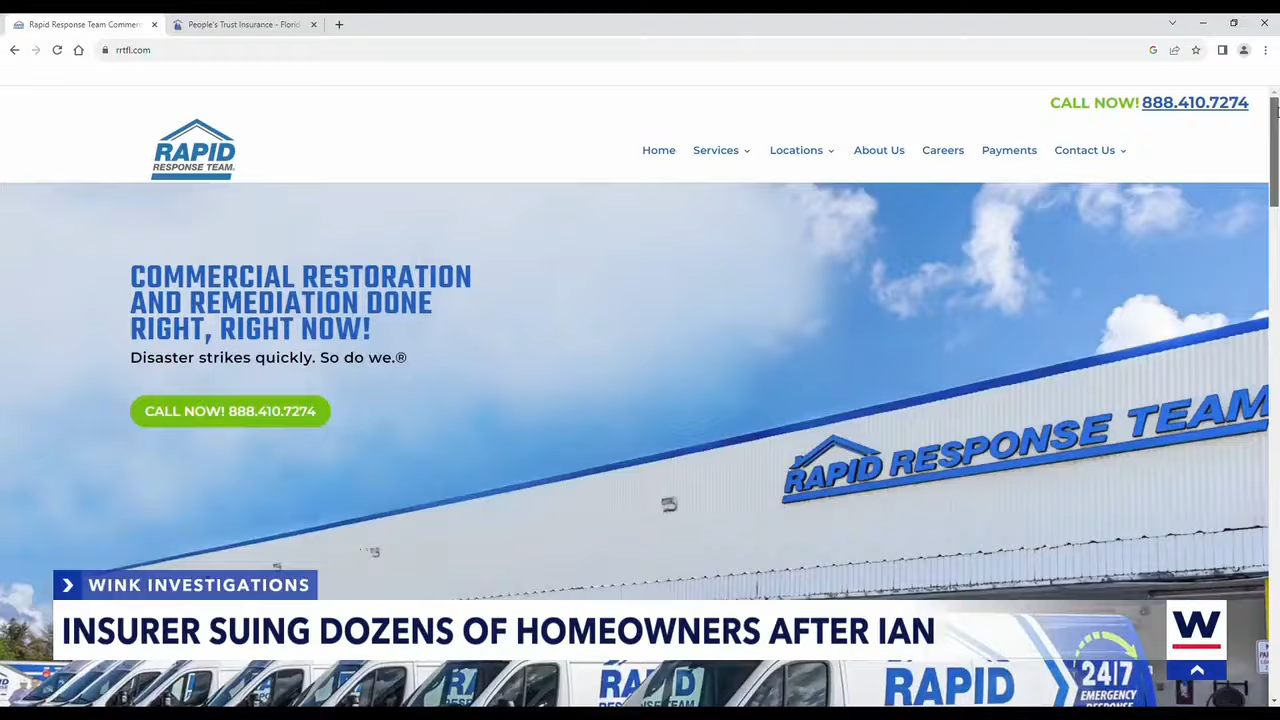 Rapid Response Team Commer
People's Trust Insurance - Florid
rrtfl.com
CALL NOW! 888.410.7274
RAPID
RESPONSE TEAM
Home Services Locations About Us Careers Payments Contact Us
COMMERCIAL RESTORATION
AND REMEDIATION DONE
RIGHT, RIGHT NOW!
Disaster strikes quickly. So do we.®
CALL NOW! 888.410.7274
RAPID RESPONSE TEAM
WINK INVESTIGATIONS
INSURER SUING DOZENS OF HOMEOWNERS AFTER IAN
W
RAPID
24/7
EMERGENCY